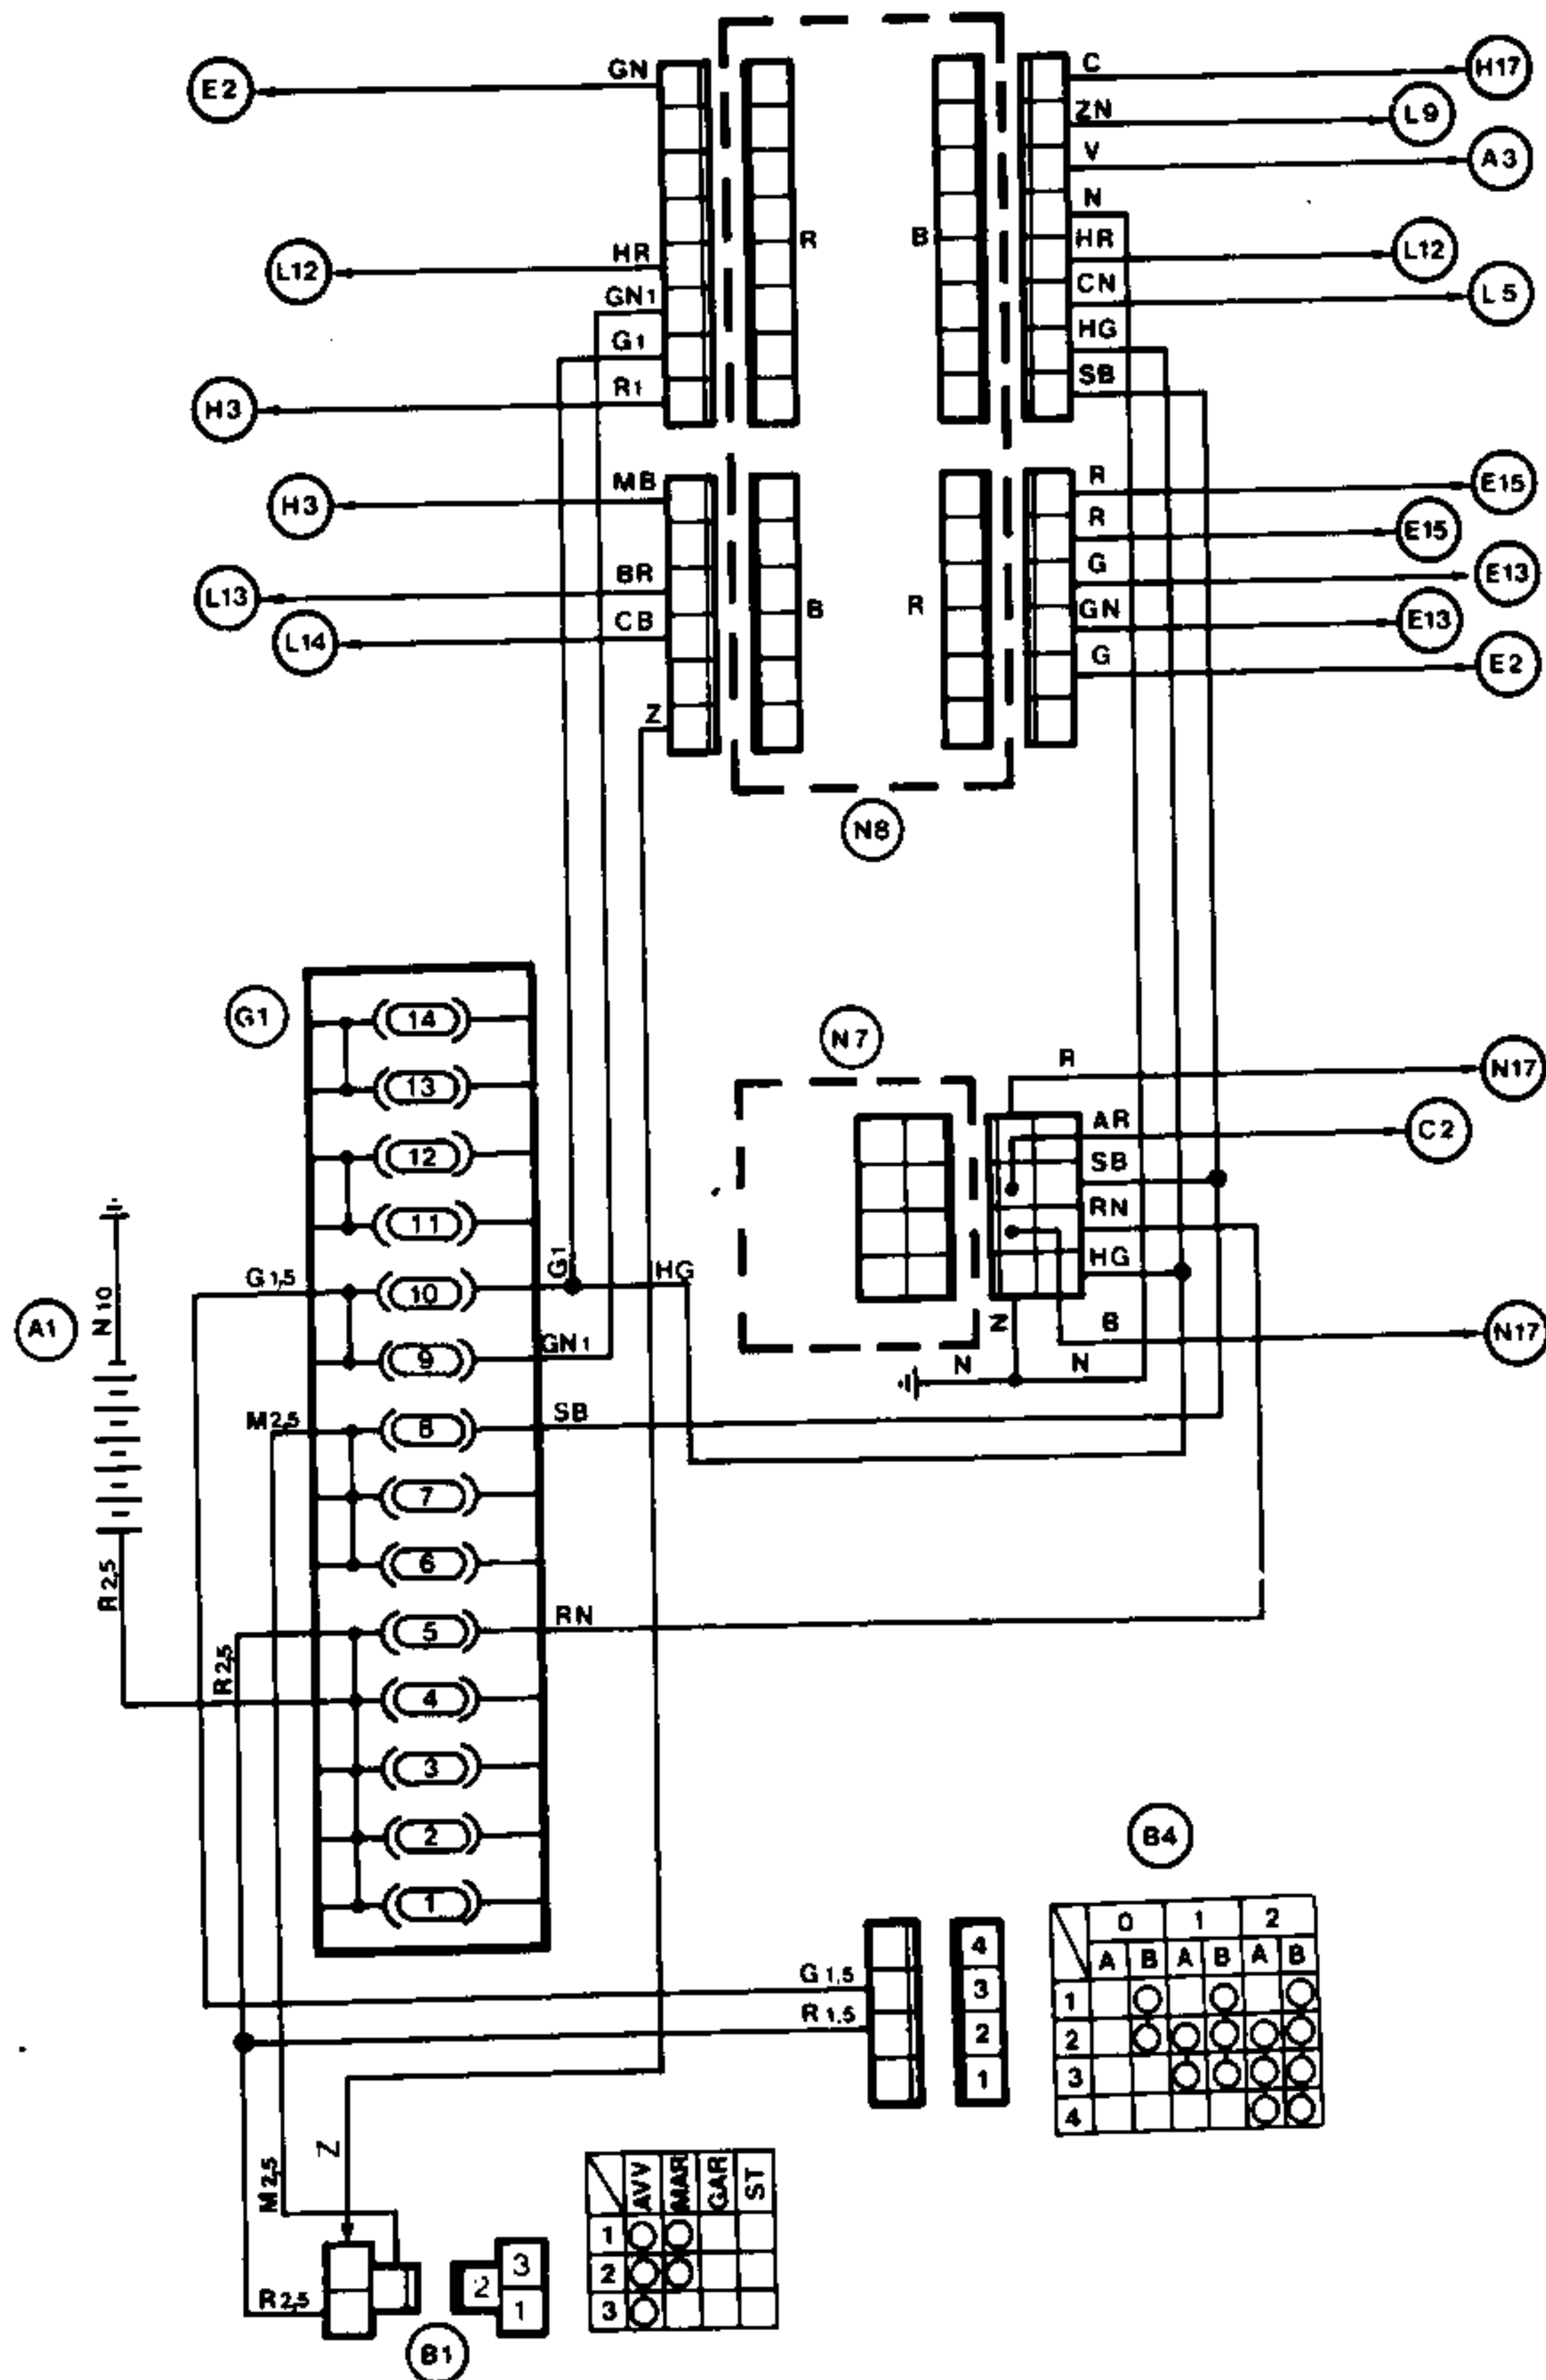 GN
C
H17
E2
ZN
L9
V
A3
N
R
B
HR
L12
HR
L12
CN
L5
GN1
HG
G1
SB
R1
H3
MB
R
E15
H3
R
E15
BR
G
E13
L13
B
R
GN
E13
CB
L14
G
E2
Z
N8
G1
14
N7
R
N17
13
AR
C2
12
SB
11
RN
G1,5
10
G1
HG
HG
N10
A1
9
GN1
Z
B
N17
N
N
M2,5
8
SB
7
6
R2,5
5
RN
R2,5
4
3
2
B4
1
0 1 2
A B A B A B
4
G1,5
3
1
R1,5
2
2
1
3
4
Z
M2,5
AVV MAR GAR ST
1
3
2
2
R2,5
1
3
B1